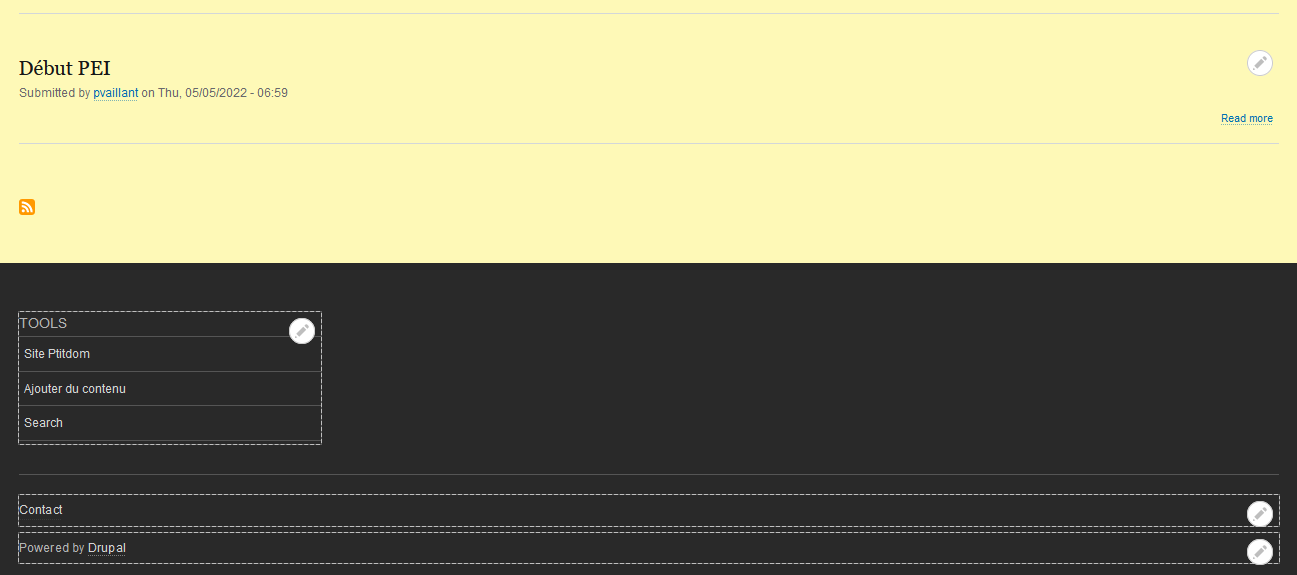 Début PEI
Submitted by pvaillant on Thu, 05/05/2022 - 06:59
Read more
TOOLS
Site Ptitdom
Ajouter du contenu
Search
Contact
Powered by Drupal